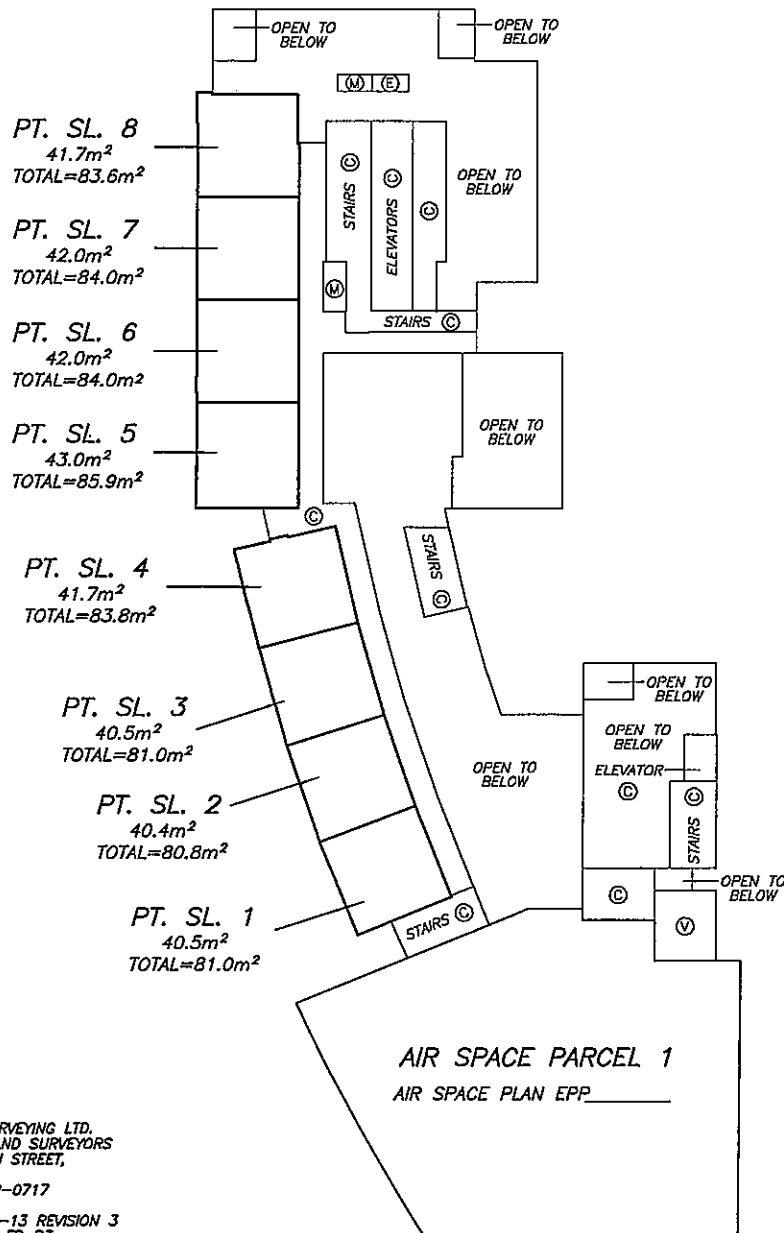 OPEN TO
BELOW
OPEN TO
BELOW
Ⓜ Ⓔ
PT. SL. 8
41.7m²
TOTAL=83.6m²
STAIRS Ⓒ
ELEVATORS Ⓒ
Ⓒ
OPEN TO
BELOW
PT. SL. 7
42.0m²
TOTAL=84.0m²
Ⓜ
STAIRS Ⓒ
PT. SL. 6
42.0m²
TOTAL=84.0m²
OPEN TO
BELOW
PT. SL. 5
43.0m²
TOTAL=85.9m²
Ⓒ
STAIRS Ⓒ
PT. SL. 4
41.7m²
TOTAL=83.8m²
PT. SL. 3
40.5m²
TOTAL=81.0m²
OPEN TO
BELOW
OPEN TO
BELOW
ELEVATOR
Ⓒ
STAIRS Ⓒ
OPEN TO
BELOW
PT. SL. 2
40.4m²
TOTAL=80.8m²
OPEN TO
BELOW
Ⓒ
Ⓥ
PT. SL. 1
40.5m²
TOTAL=81.0m²
STAIRS Ⓒ
AIR SPACE PARCEL 1
AIR SPACE PLAN EPP
RVEYING LTD.
AND SURVEYORS
STREET,
-0717
-13 REVISION 3